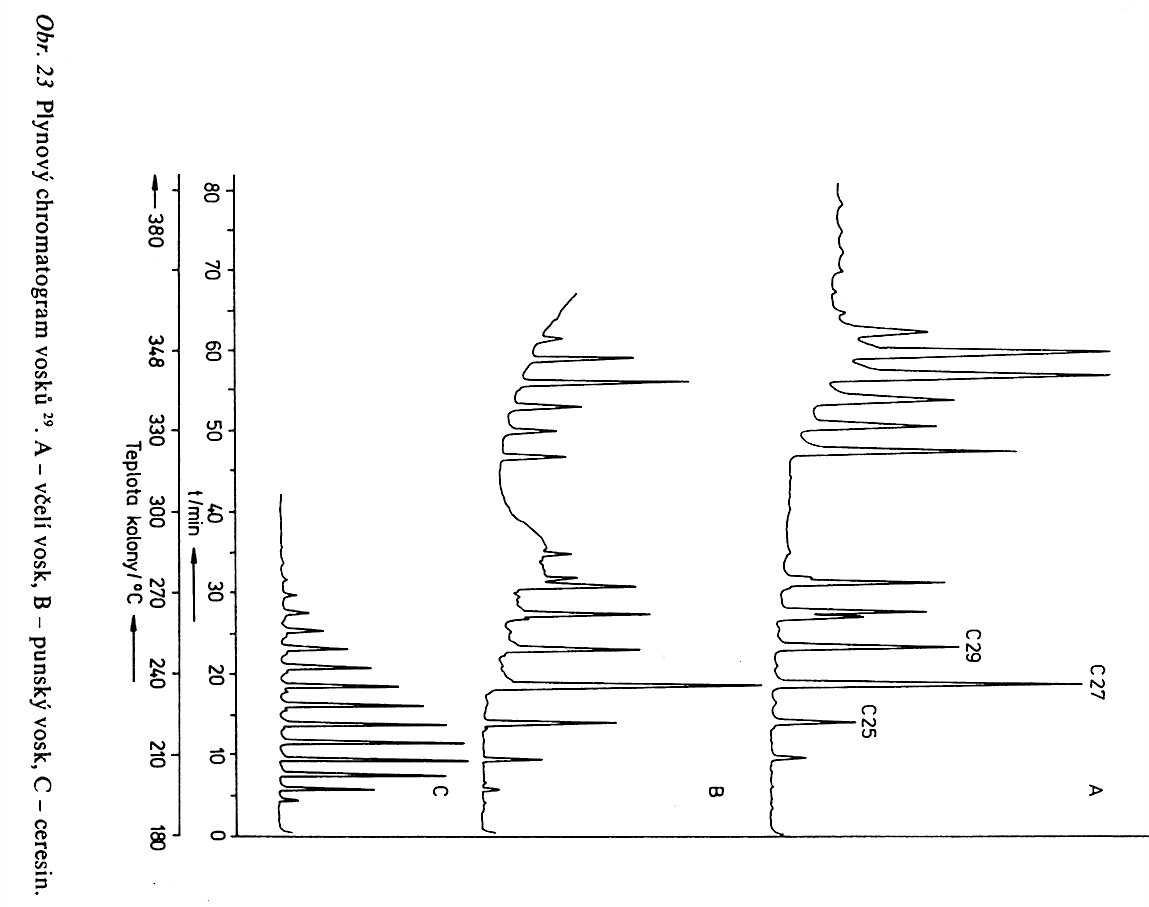 C27 A
C29
C25
B
C
80 70 60 50 40 30 20 10 0
t/min
380 348 330 300 270 240 210 180
Teplota kolony/°C
Obr. 23 Plynový chromatogram vosků ²⁹. A – včelí vosk, B – punský vosk, C – ceresin.